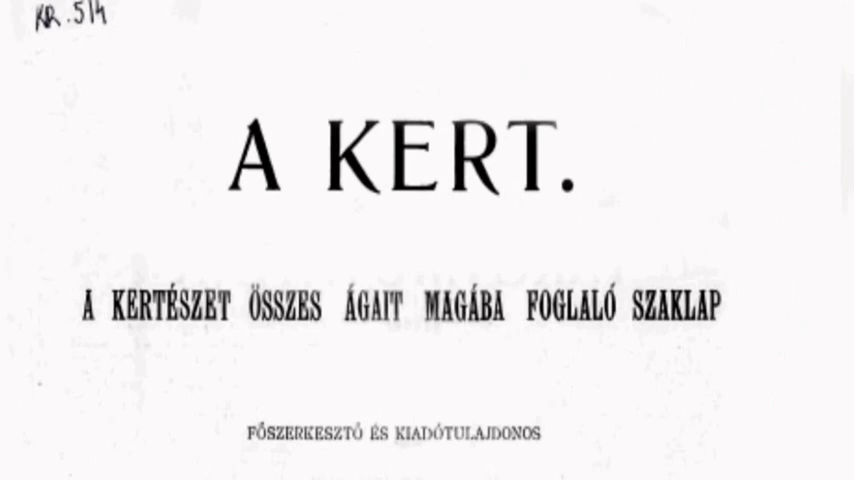 KR. 514
A KERT.
A KERTÉSZET ÖSSZES ÁGAIT MAGÁBA FOGLALÓ SZAKLAP
FŐSZERKESZTŐ ÉS KIADÓTULAJDONOS